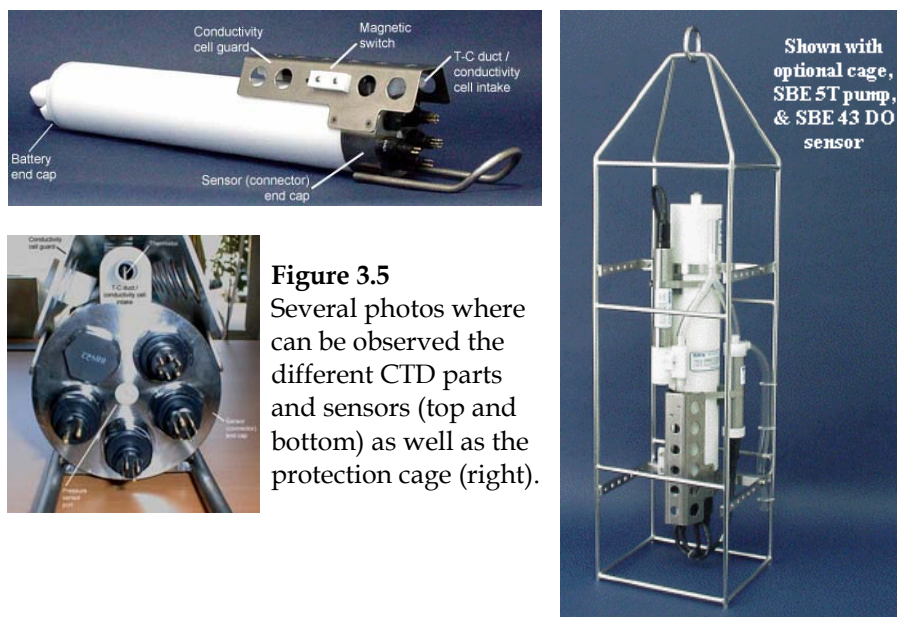 Conductivity
cell guard
Magnetic
switch
T-C duct /
conductivity
cell intake
Battery
end cap
Sensor (connector)
end cap
Conductivity
cell guard
Thermistor
T-C duct /
conductivity cell
intake
Sensor
(connector)
end cap
Pressure
sensor
port
Figure 3.5
Several photos where
can be observed the
different CTD parts
and sensors (top and
bottom) as well as the
protection cage (right).
Shown with
optional cage,
SBE 5T pump,
& SBE 43 DO
sensor